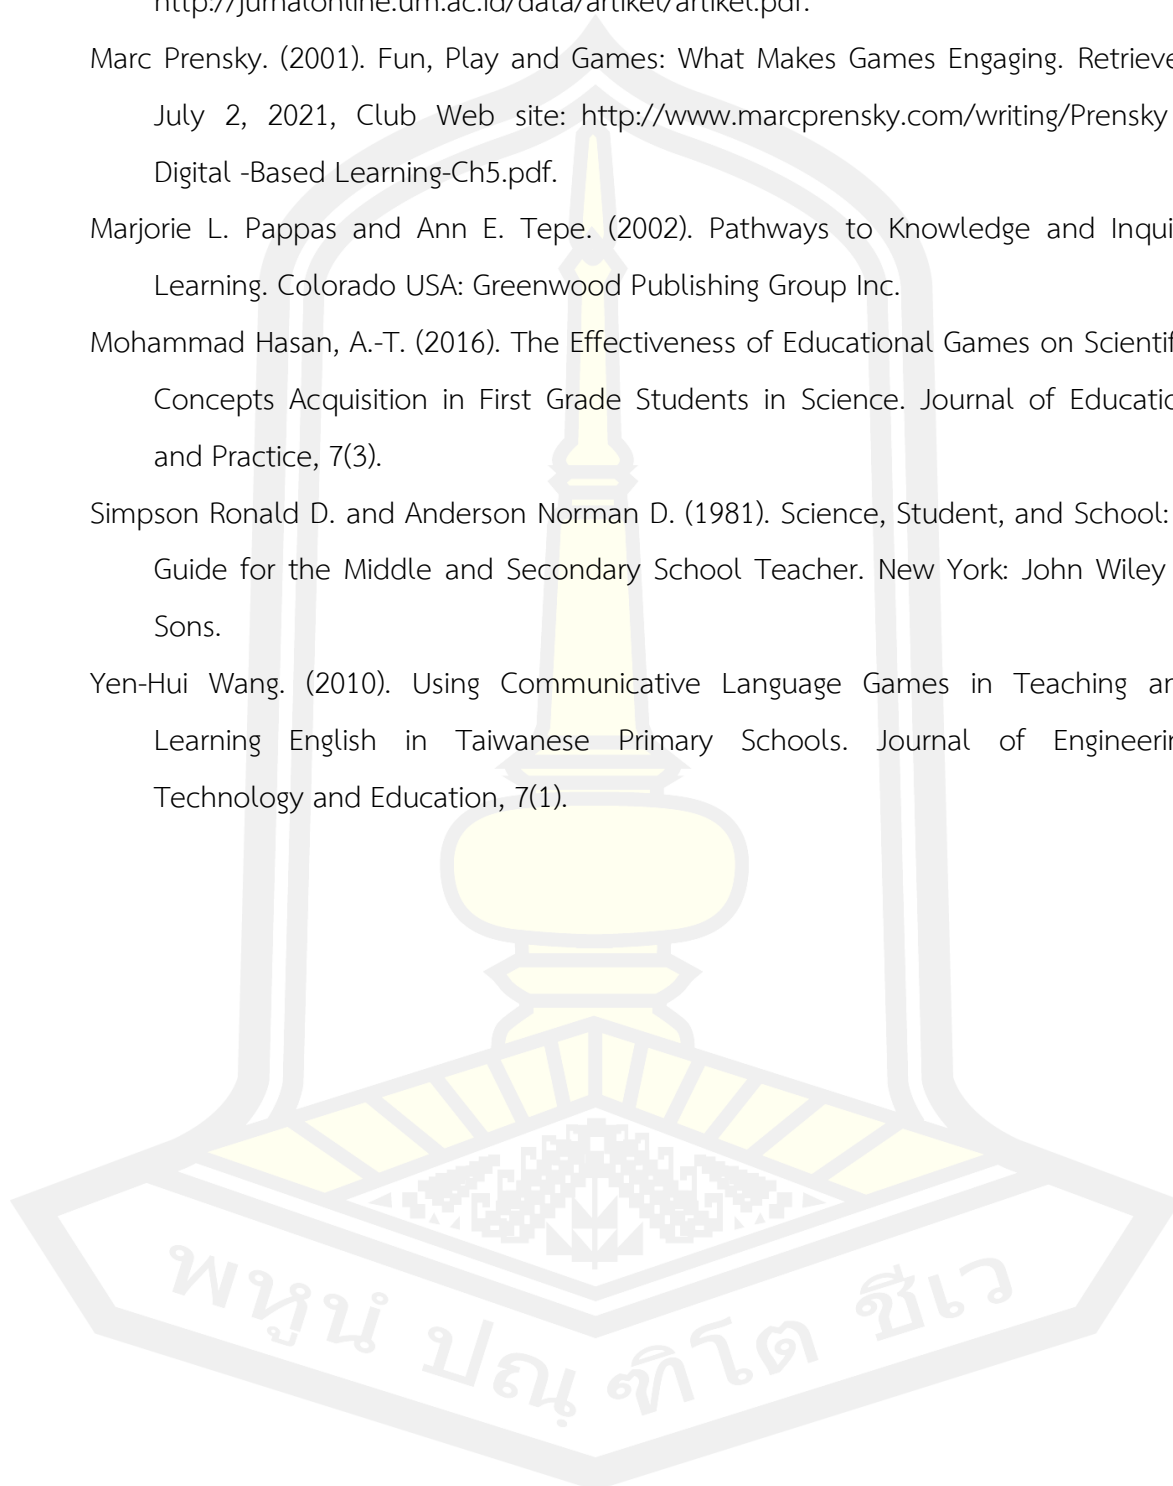 http://jurnalonline.um.ac.id/data/artikel/artikel.pdf.
Marc Prensky. (2001). Fun, Play and Games: What Makes Games Engaging. Retrieve
July 2, 2021, Club Web site: http://www.marcprensky.com/writing/Prensky
Digital -Based Learning-Ch5.pdf.
Marjorie L. Pappas and Ann E. Tepe. (2002). Pathways to Knowledge and Inqui
Learning. Colorado USA: Greenwood Publishing Group Inc.
Mohammad Hasan, A.-T. (2016). The Effectiveness of Educational Games on Scientif
Concepts Acquisition in First Grade Students in Science. Journal of Educatio
and Practice, 7(3).
Simpson Ronald D. and Anderson Norman D. (1981). Science, Student, and School:
Guide for the Middle and Secondary School Teacher. New York: John Wiley
Sons.
Yen-Hui Wang. (2010). Using Communicative Language Games in Teaching an
Learning English in Taiwanese Primary Schools. Journal of Engineerin
Technology and Education, 7(1).
พหูนํ ปณฺฑิโต ชีเว